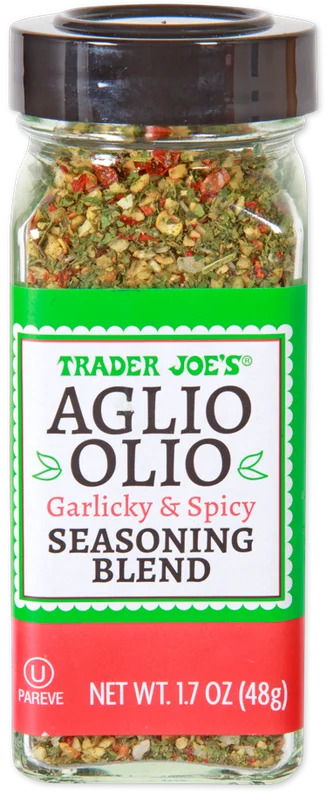 TRADER JOE'S®
AGLIO
OLIO
Garlicky & Spicy
SEASONING
BLEND
U
PAREVE
NET WT. 1.7 OZ (48g)